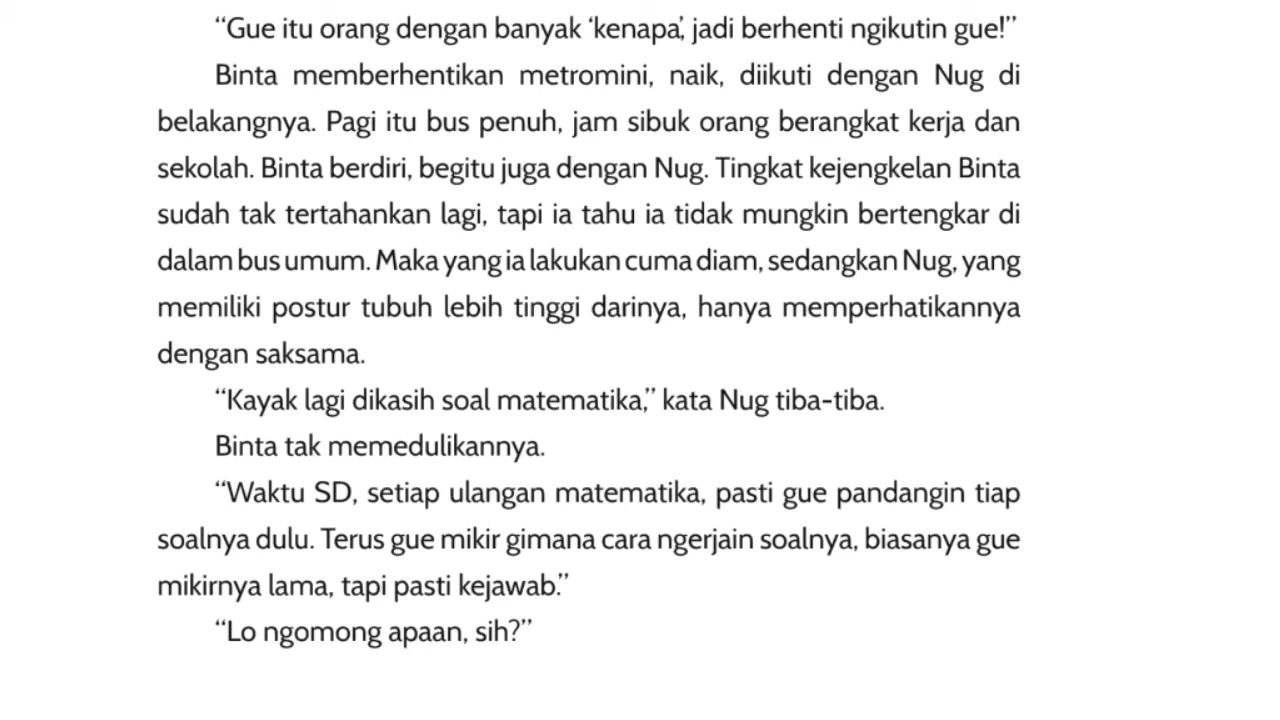 “Gue itu orang dengan banyak ‘kenapa’, jadi berhenti ngikutin gue!”
Binta memberhentikan metromini, naik, diikuti dengan Nug di
belakangnya. Pagi itu bus penuh, jam sibuk orang berangkat kerja dan
sekolah. Binta berdiri, begitu juga dengan Nug. Tingkat kejengkelan Binta
sudah tak tertahankan lagi, tapi ia tahu ia tidak mungkin bertengkar di
dalam bus umum. Maka yang ia lakukan cuma diam, sedangkan Nug, yang
memiliki postur tubuh lebih tinggi darinya, hanya memperhatikannya
dengan saksama.
“Kayak lagi dikasih soal matematika,” kata Nug tiba-tiba.
Binta tak memedulikannya.
“Waktu SD, setiap ulangan matematika, pasti gue pandangin tiap
soalnya dulu. Terus gue mikir gimana cara ngerjain soalnya, biasanya gue
mikirnya lama, tapi pasti kejawab.”
“Lo ngomong apaan, sih?”